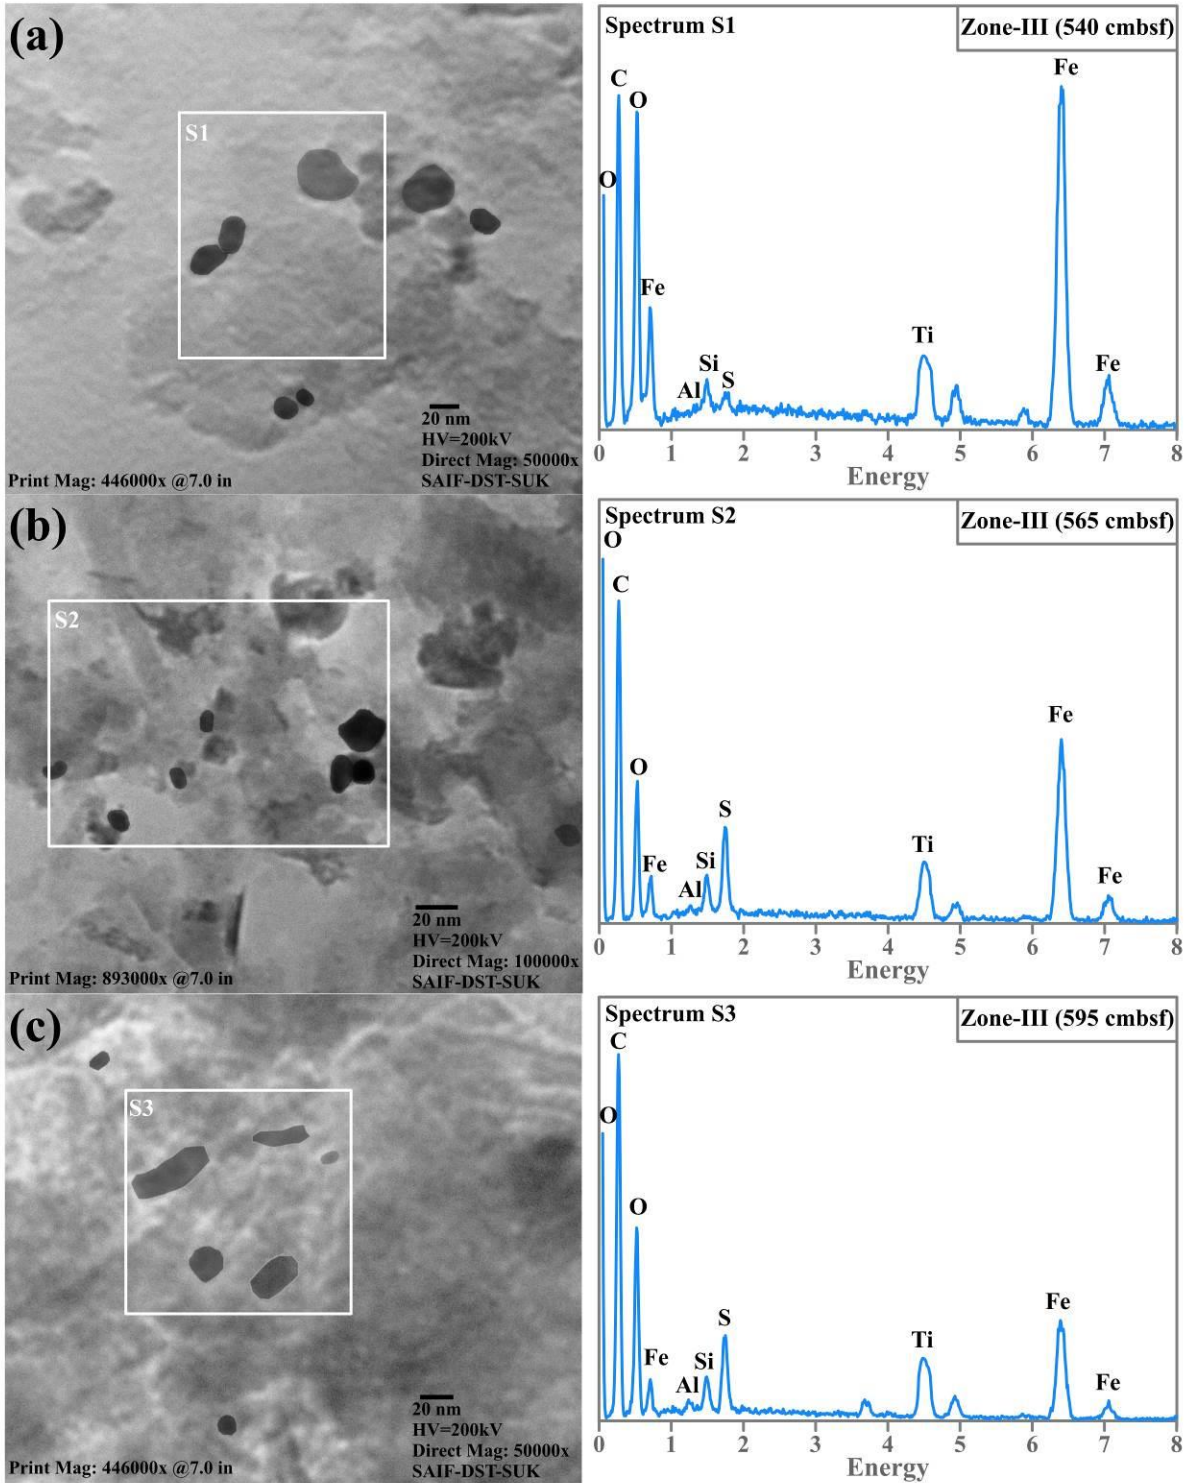 (a)
S1
20 nm
HV=200kV
Direct Mag: 50000x
Print Mag: 446000x @7.0 in
SAIF-DST-SUK
Spectrum S1
Zone-III (540 cmbsf)
Fe
C
O
O
Fe
Ti
Si
Al
S
Fe
0 1 2 3 4 5 6 7 8
Energy
(b)
S2
20 nm
HV=200kV
Direct Mag: 100000x
Print Mag: 893000x @7.0 in
SAIF-DST-SUK
Spectrum S2
Zone-III (565 cmbsf)
O
C
Fe
O
S
Ti
Fe
Si
Al
Fe
0 1 2 3 4 5 6 7 8
Energy
(c)
S3
20 nm
HV=200kV
Direct Mag: 50000x
Print Mag: 446000x @7.0 in
SAIF-DST-SUK
Spectrum S3
Zone-III (595 cmbsf)
C
O
O
Fe
S
Ti
Fe
Si
Al
Fe
0 1 2 3 4 5 6 7 8
Energy